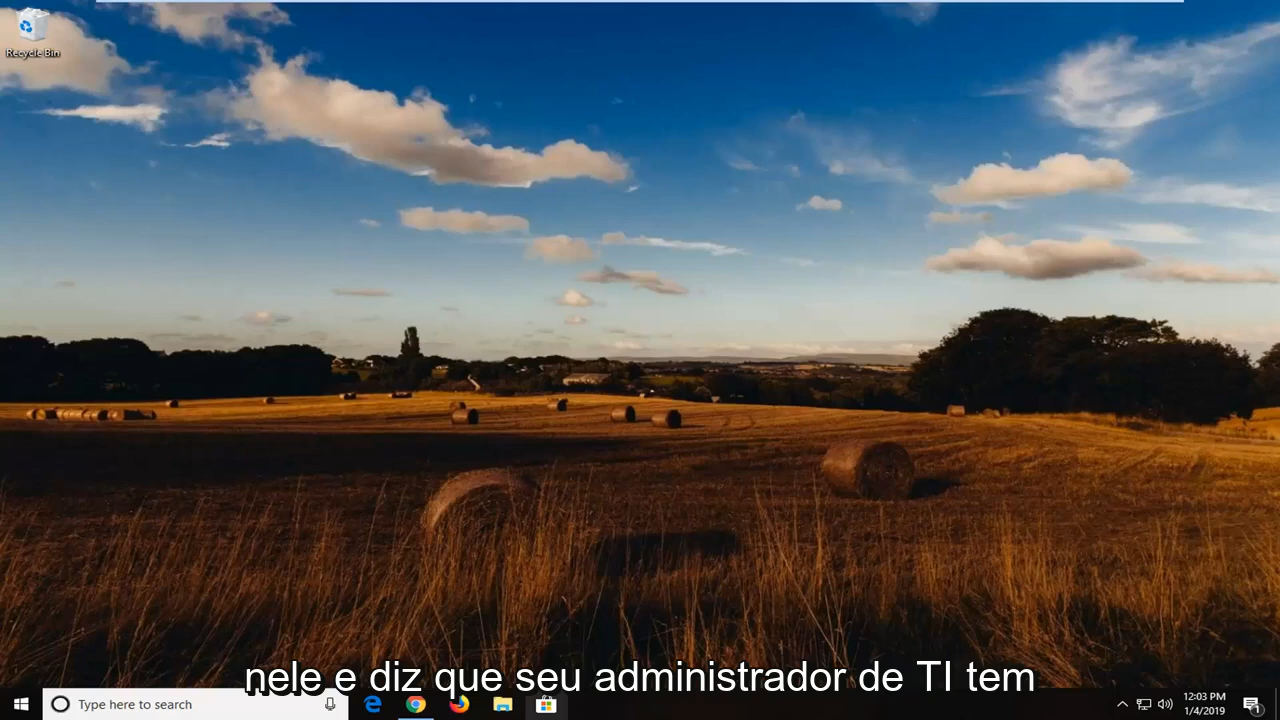 Recycle Bin
nele e diz que seu administrador de TI tem
Type here to search
12:03 PM
1/4/2019
1